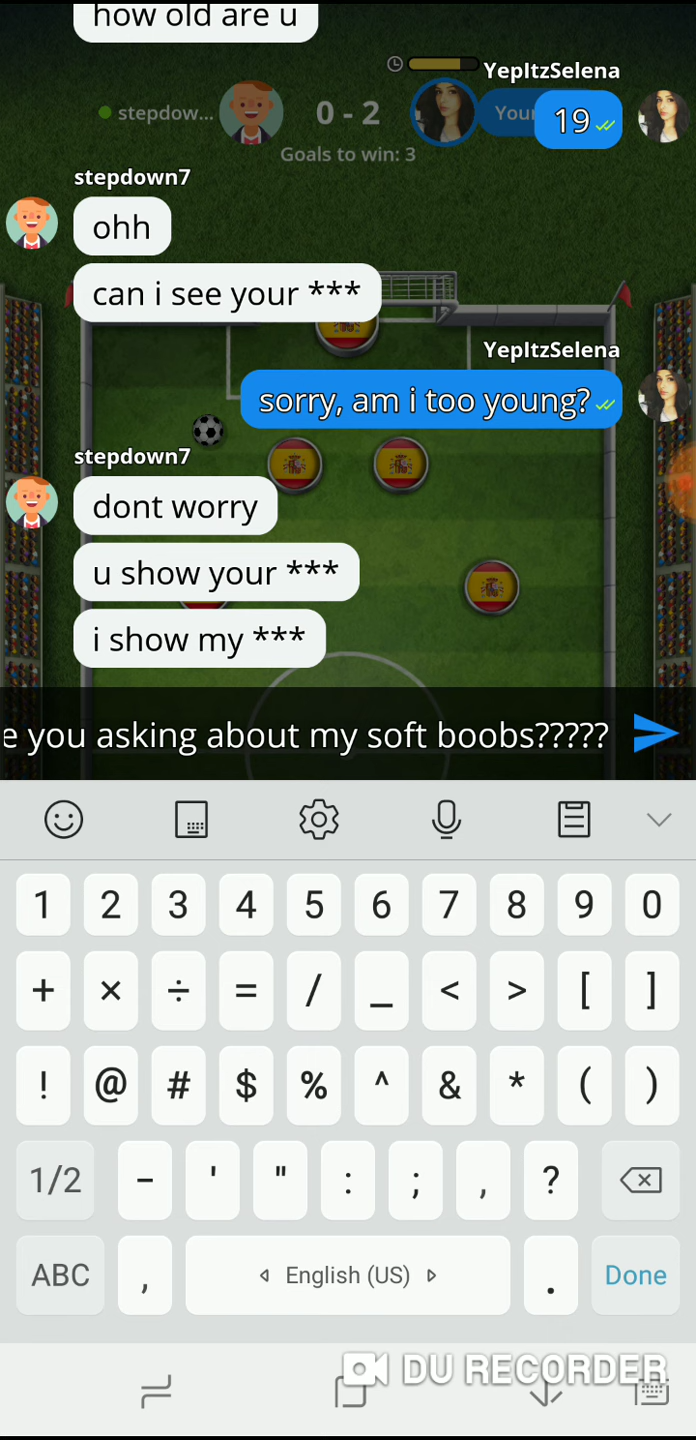 how old are u
YepItzSelena
stepdow...
0 - 2
You
19
Goals to win: 3
stepdown7
ohh
can i see your ***
YepItzSelena
sorry, am i too young?
stepdown7
dont worry
u show your ***
i show my ***
e you asking about my soft boobs?????
1 2 3 4 5 6 7 8 9 0
+ × ÷ = / _ < > [ ]
! @ # $ % ^ & * ( )
1/2 - ' " : ; , ?
ABC , English (US) . Done
DU RECORDER